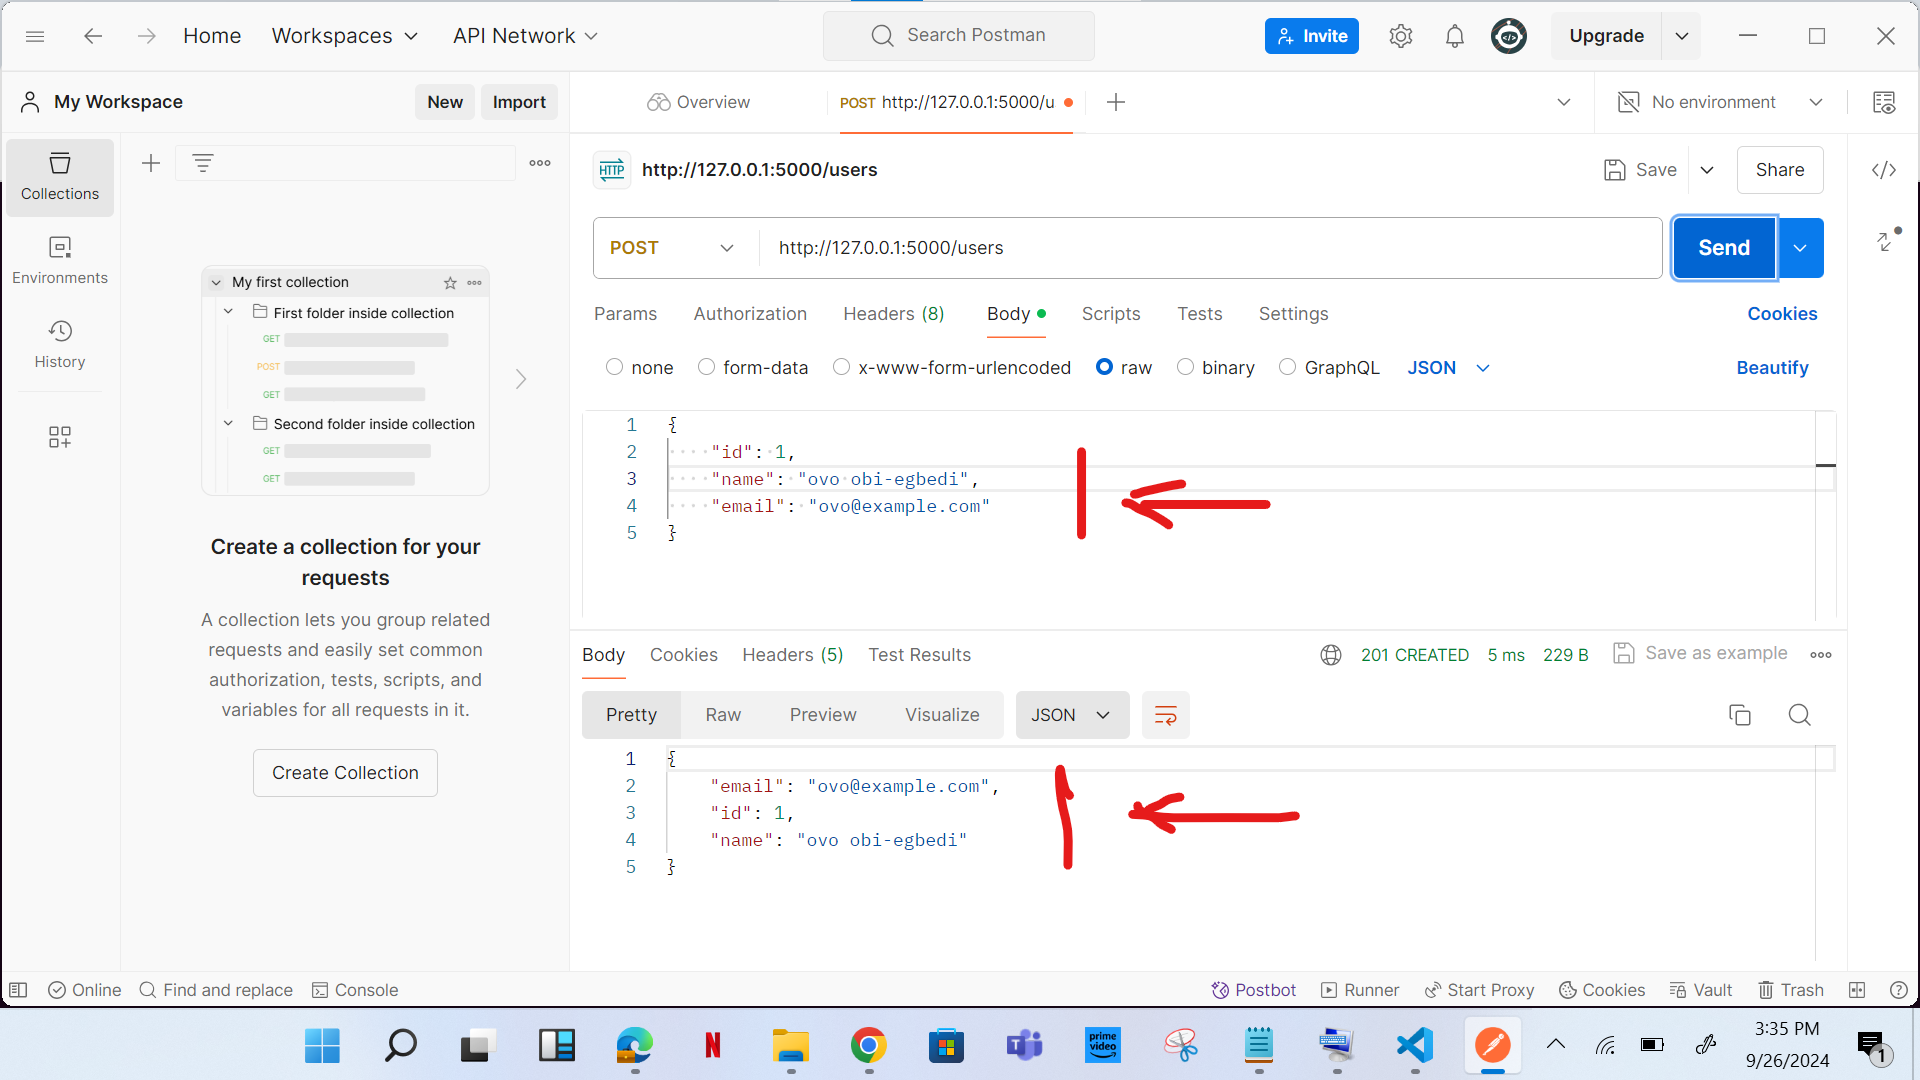 Home Workspaces API Network Search Postman Invite Upgrade
My Workspace New Import Overview POST http://127.0.0.1:5000/u No environment
Collections
Environments
History
My first collection
First folder inside collection
GET
POST
GET
Second folder inside collection
GET
GET
Create a collection for your
requests
A collection lets you group related
requests and easily set common
authorization, tests, scripts, and
variables for all requests in it.
Create Collection
HTTP http://127.0.0.1:5000/users Save Share
POST http://127.0.0.1:5000/users Send
Params Authorization Headers (8) Body Scripts Tests Settings Cookies
none form-data x-www-form-urlencoded raw binary GraphQL JSON Beautify
1 {
2 "id": 1,
3 "name": "ovo obi-egbedi",
4 "email": "ovo@example.com"
5 }
Body Cookies Headers (5) Test Results 201 CREATED 5 ms 229 B Save as example
Pretty Raw Preview Visualize JSON
1 {
2 "email": "ovo@example.com",
3 "id": 1,
4 "name": "ovo obi-egbedi"
5 }
Online Find and replace Console Postbot Runner Start Proxy Cookies Vault Trash
N prime video 3:35 PM
9/26/2024 1